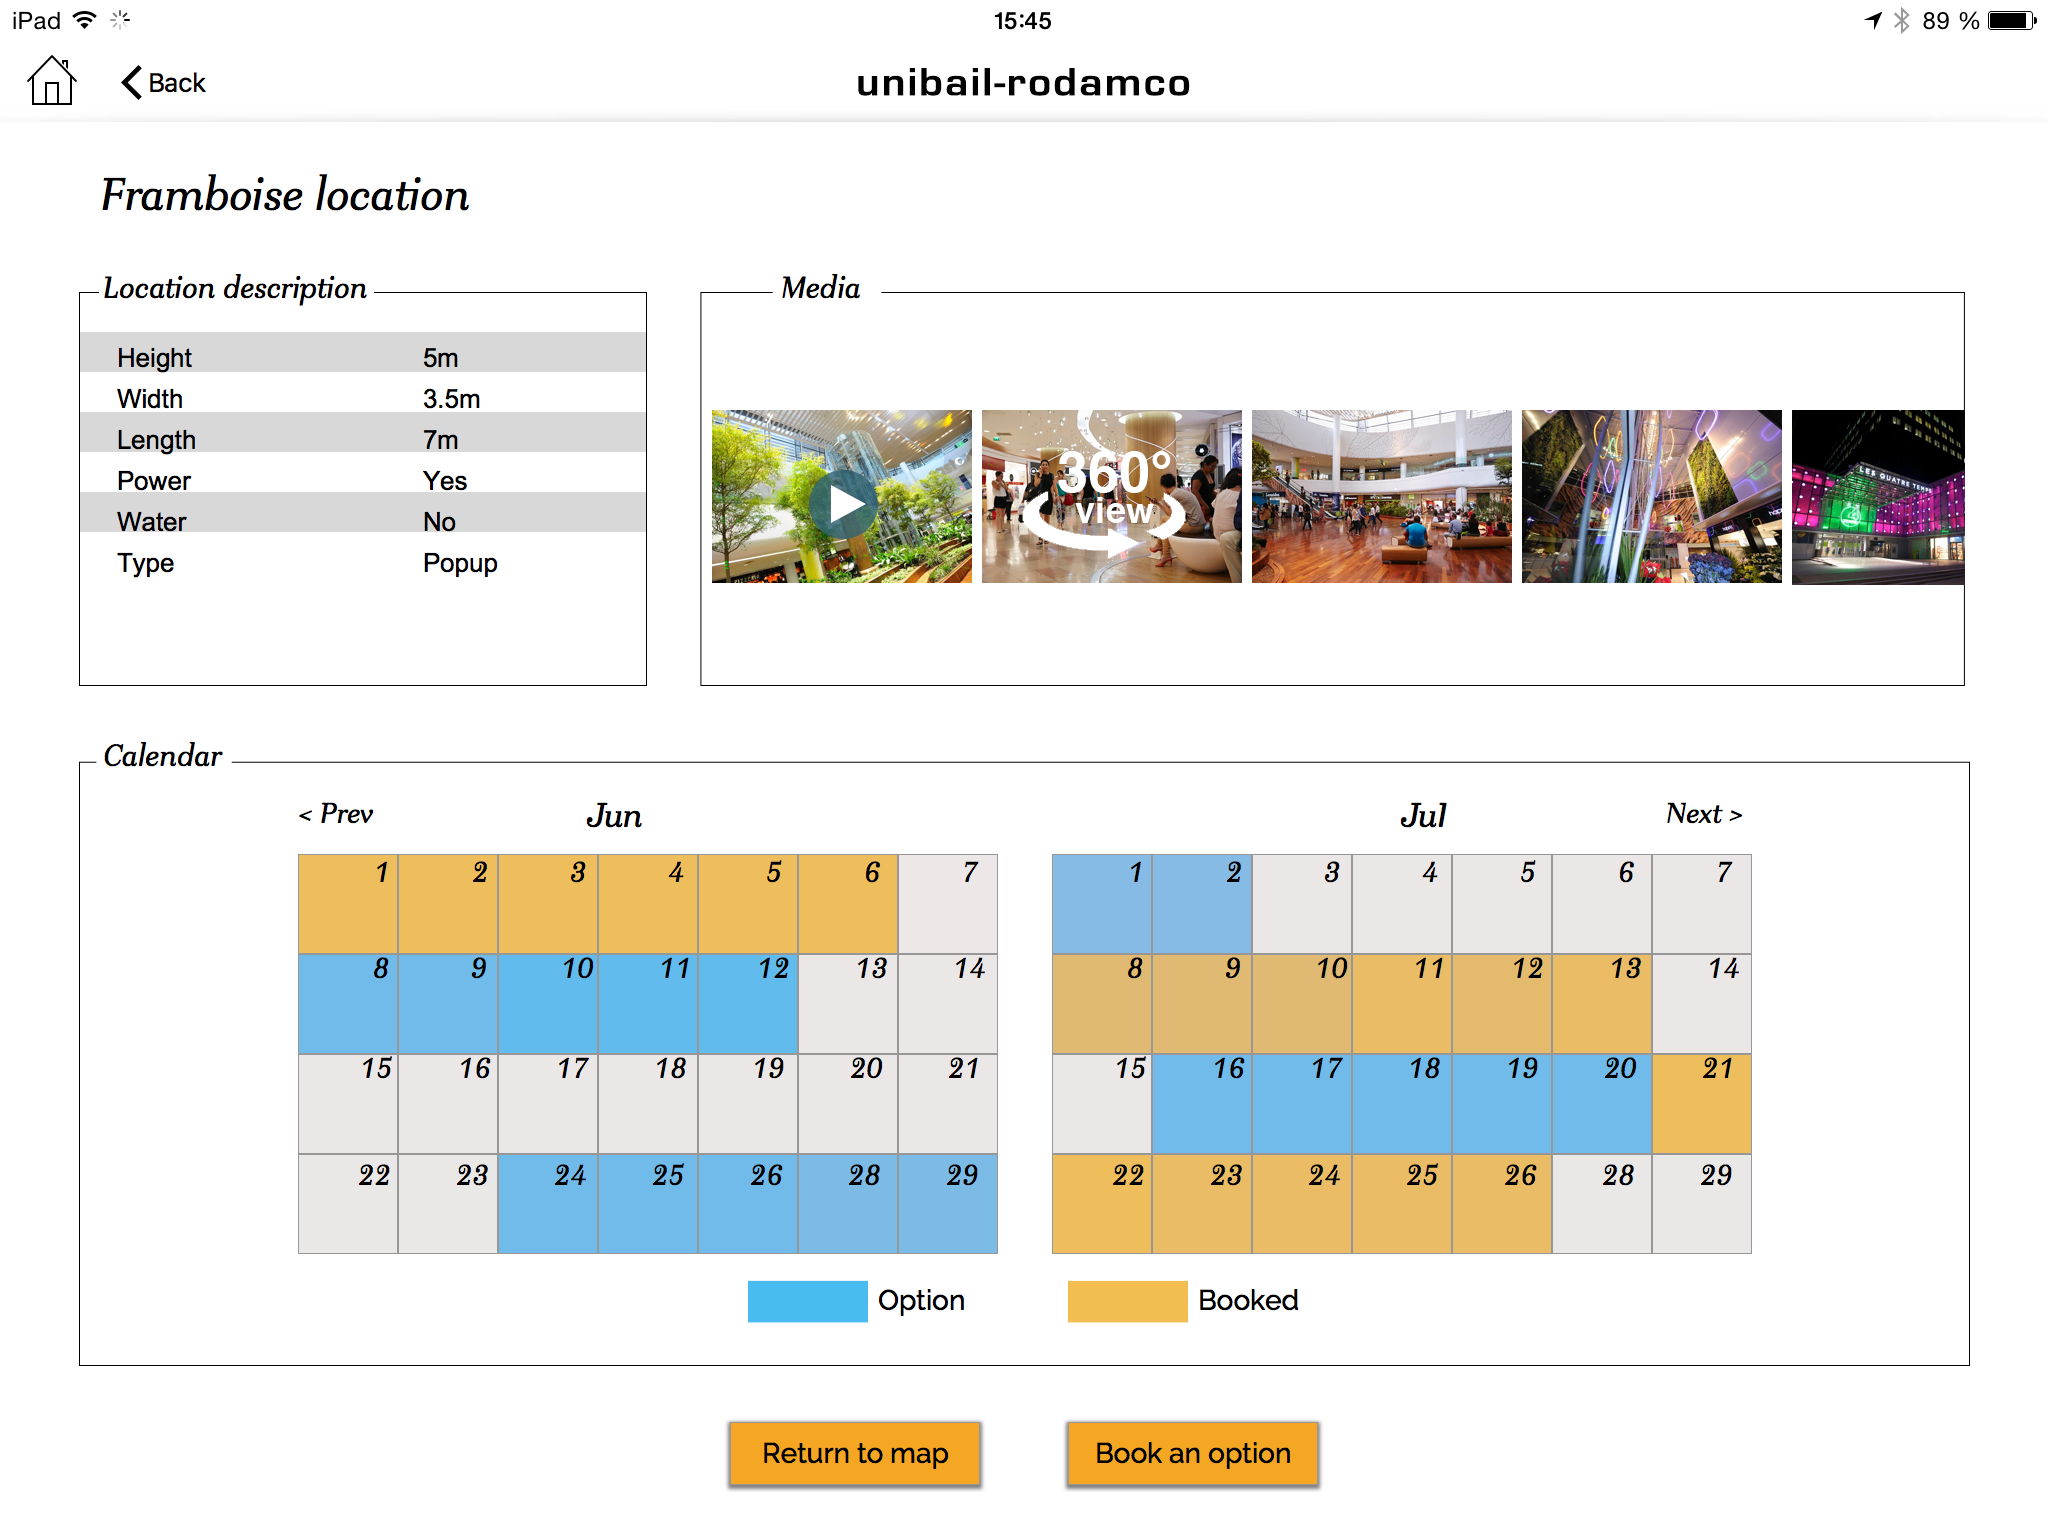 iPad 15:45 89 %
Back unibail-rodamco
Framboise location
Location description
Height 5m
Width 3.5m
Length 7m
Power Yes
Water No
Type Popup
Media
360°
view
LES QUATRE TEMPS
Calendar
< Prev Jun Jul Next >
1 2 3 4 5 6 7
8 9 10 11 12 13 14
15 16 17 18 19 20 21
22 23 24 25 26 28 29
1 2 3 4 5 6 7
8 9 10 11 12 13 14
15 16 17 18 19 20 21
22 23 24 25 26 28 29
Option Booked
Return to map Book an option